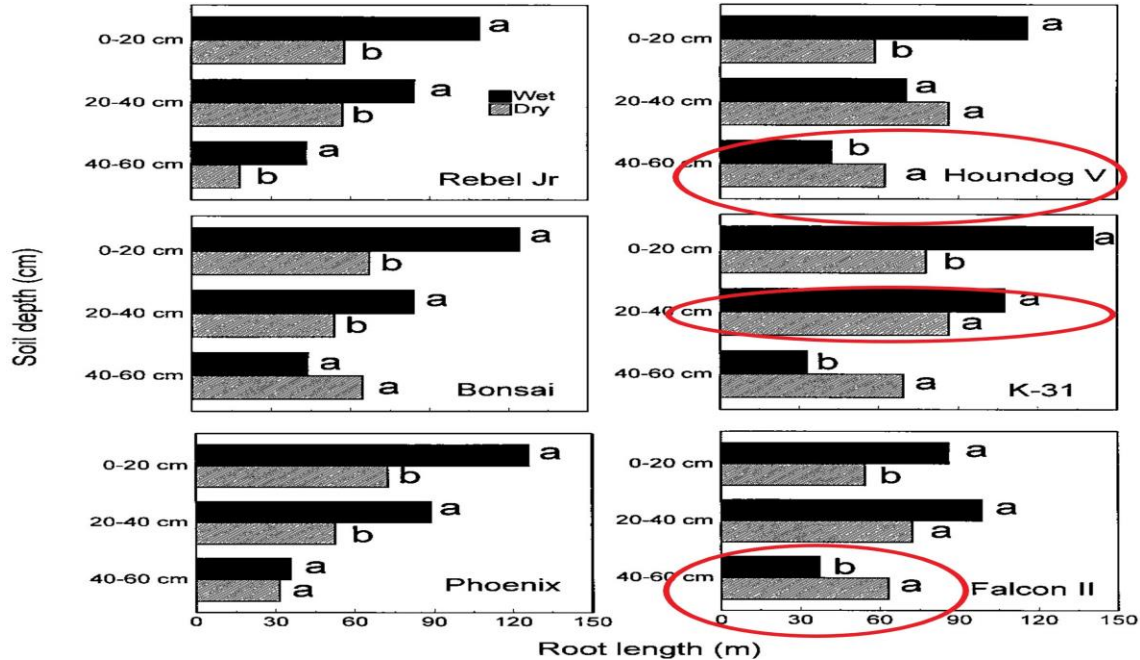 0-20 cm a
b
20-40 cm a
b
Wet
Dry
40-60 cm a
b
Rebel Jr
0-20 cm a
b
20-40 cm a
a
40-60 cm b
a
Houndog V
0-20 cm a
b
20-40 cm a
b
40-60 cm a
a
Bonsai
0-20 cm a
b
20-40 cm a
a
40-60 cm b
a
K-31
0-20 cm a
b
20-40 cm a
b
40-60 cm a
a
Phoenix
0 30 60 90 120 150
0-20 cm a
b
20-40 cm a
a
40-60 cm b
a
Falcon II
0 30 60 90 120 150
Soil depth (cm)
Root length (m)